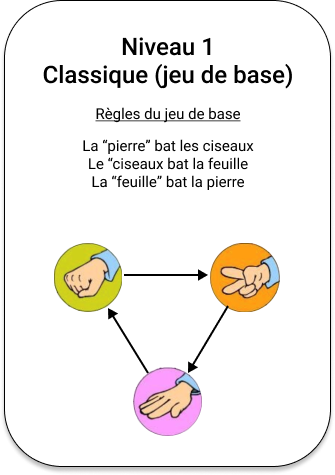 Niveau 1
Classique (jeu de base)
Règles du jeu de base
La “pierre” bat les ciseaux
Le “ciseaux bat la feuille
La “feuille” bat la pierre